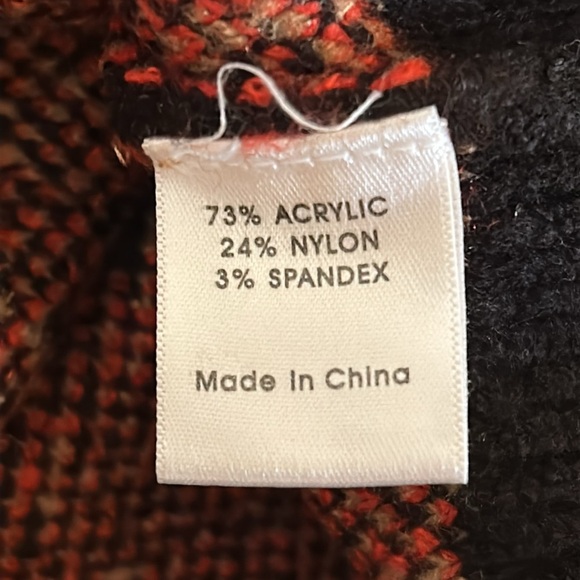 73% ACRYLIC
24% NYLON
3% SPANDEX
Made In China